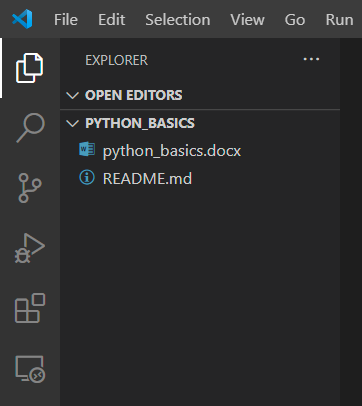 File Edit Selection View Go Run
EXPLORER ...
OPEN EDITORS
PYTHON_BASICS
python_basics.docx
README.md